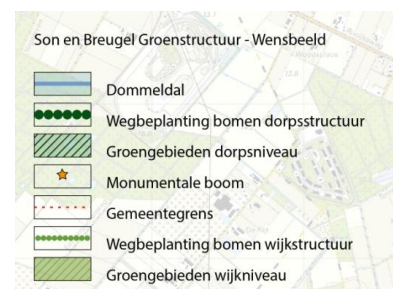 Son en Breugel Groenstructuur - Wensbeeld
Dommeldal
Wegbeplanting bomen dorpsstructuur
Groengebieden dorpsniveau
Monumentale boom
Gemeentegrens
Wegbeplanting bomen wijkstructuur
Groengebieden wijkniveau